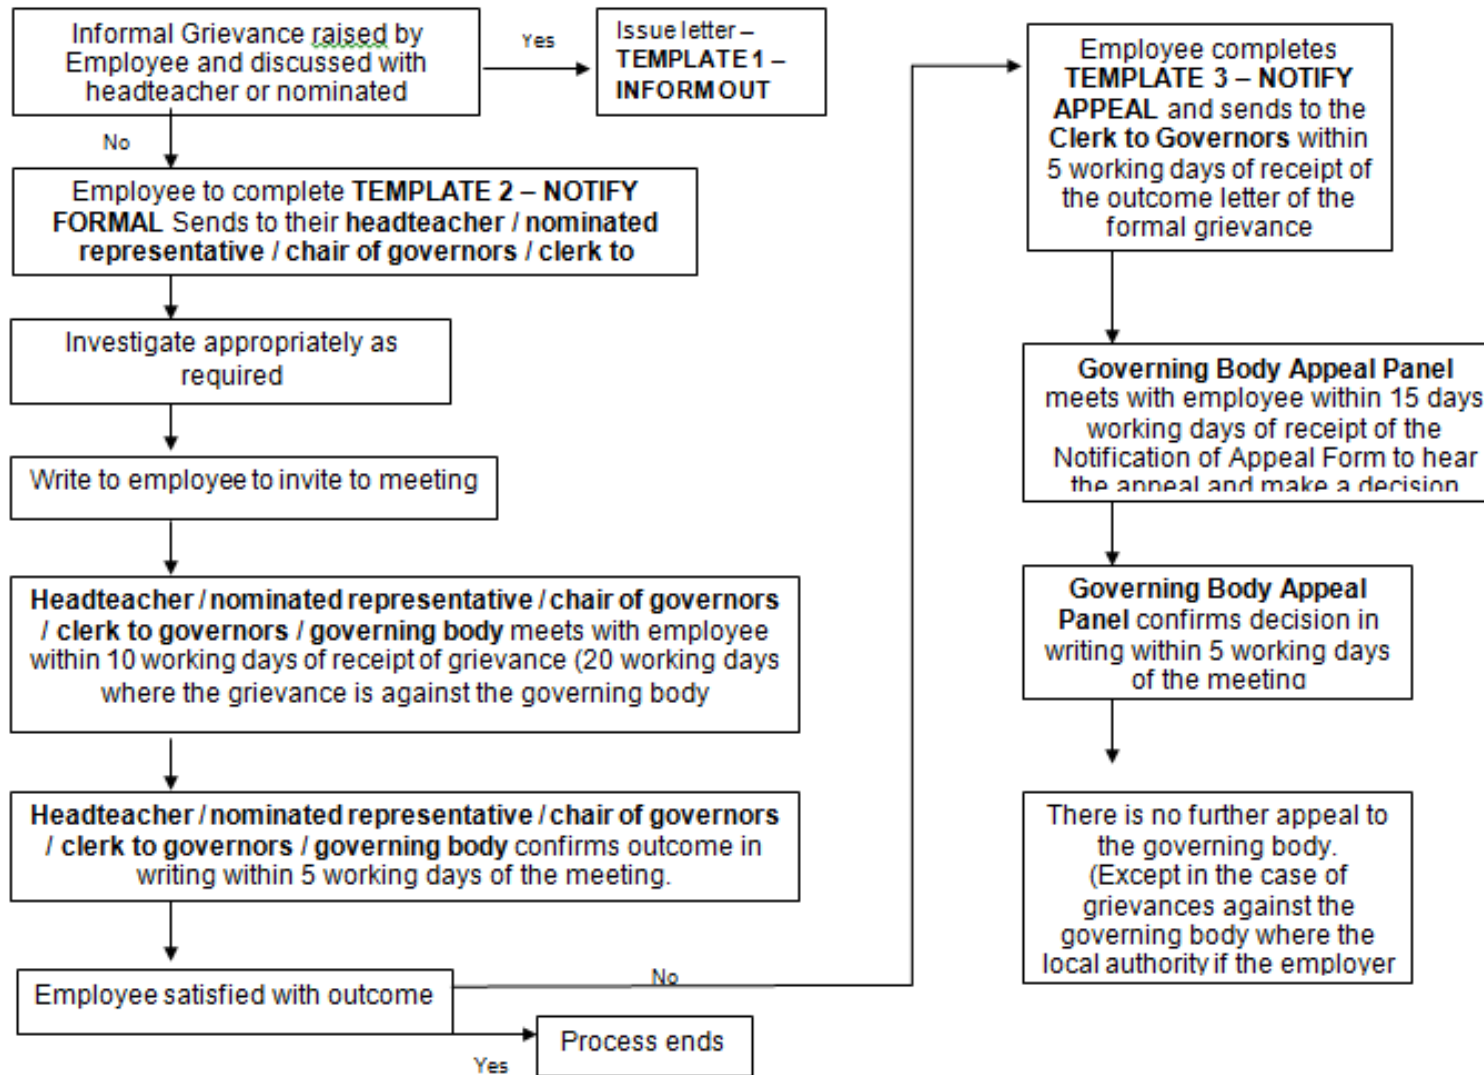 Informal Grievance raised by
Employee and discussed with
headteacher or nominated
Yes
Issue letter –
TEMPLATE 1 –
INFORM OUT
No
Employee to complete TEMPLATE 2 – NOTIFY
FORMAL Sends to their headteacher / nominated
representative / chair of governors / clerk to
Investigate appropriately as
required
Write to employee to invite to meeting
Headteacher / nominated representative / chair of governors
/ clerk to governors / governing body meets with employee
within 10 working days of receipt of grievance (20 working days
where the grievance is against the governing body
Headteacher / nominated representative / chair of governors
/ clerk to governors / governing body confirms outcome in
writing within 5 working days of the meeting.
Employee satisfied with outcome
No
Yes
Process ends
Employee completes
TEMPLATE 3 – NOTIFY
APPEAL and sends to the
Clerk to Governors within
5 working days of receipt of
the outcome letter of the
formal grievance
Governing Body Appeal Panel
meets with employee within 15 days
working days of receipt of the
Notification of Appeal Form to hear
the appeal and make a decision
Governing Body Appeal
Panel confirms decision in
writing within 5 working days
of the meeting
There is no further appeal to
the governing body.
(Except in the case of
grievances against the
governing body where the
local authority if the employer